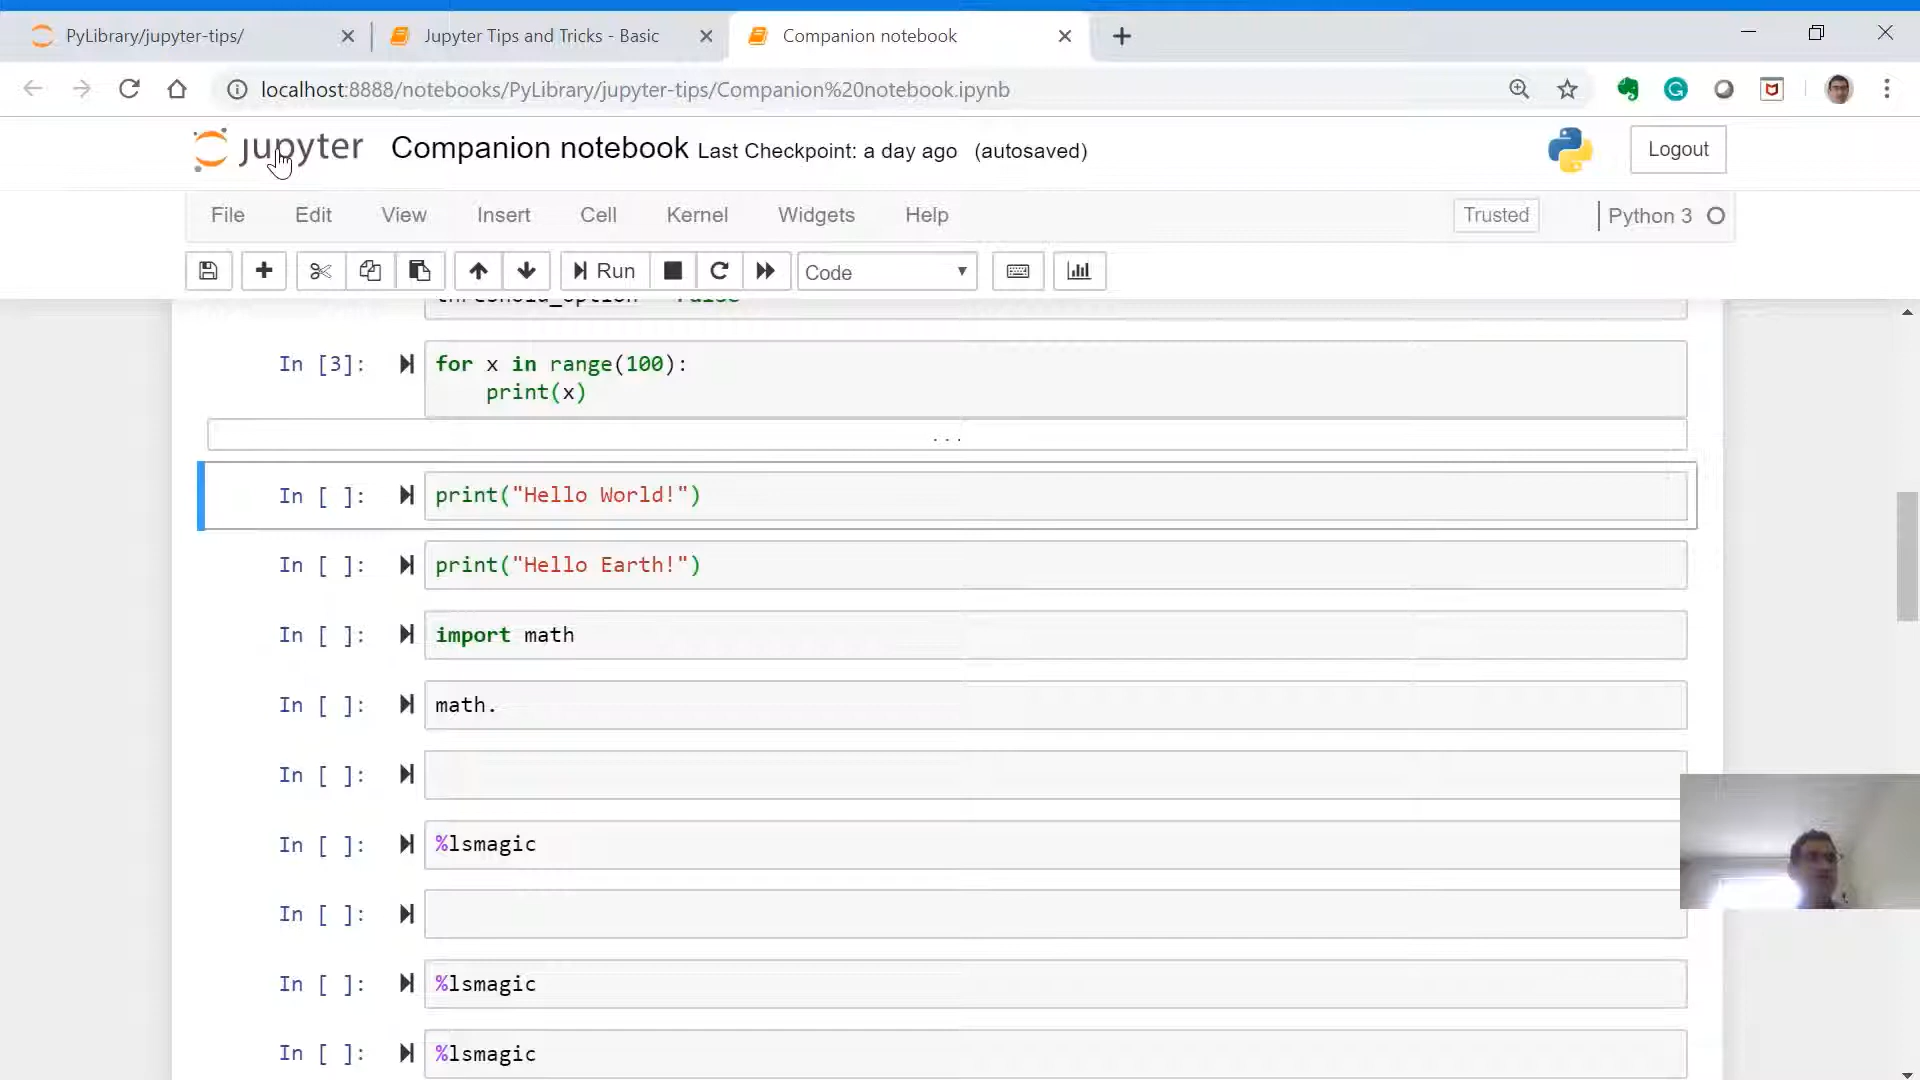 PyLibrary/jupyter-tips/
Jupyter Tips and Tricks - Basic
Companion notebook
localhost:8888/notebooks/PyLibrary/jupyter-tips/Companion%20notebook.ipynb
jupyter Companion notebook Last Checkpoint: a day ago (autosaved)
Logout
File Edit View Insert Cell Kernel Widgets Help
Trusted
Python 3
Run
Code
threshold_option False
In [3]: for x in range(100):
print(x)
...
In [ ]: print("Hello World!")
In [ ]: print("Hello Earth!")
In [ ]: import math
In [ ]: math.
In [ ]:
In [ ]: %lsmagic
In [ ]:
In [ ]: %lsmagic
In [ ]: %lsmagic